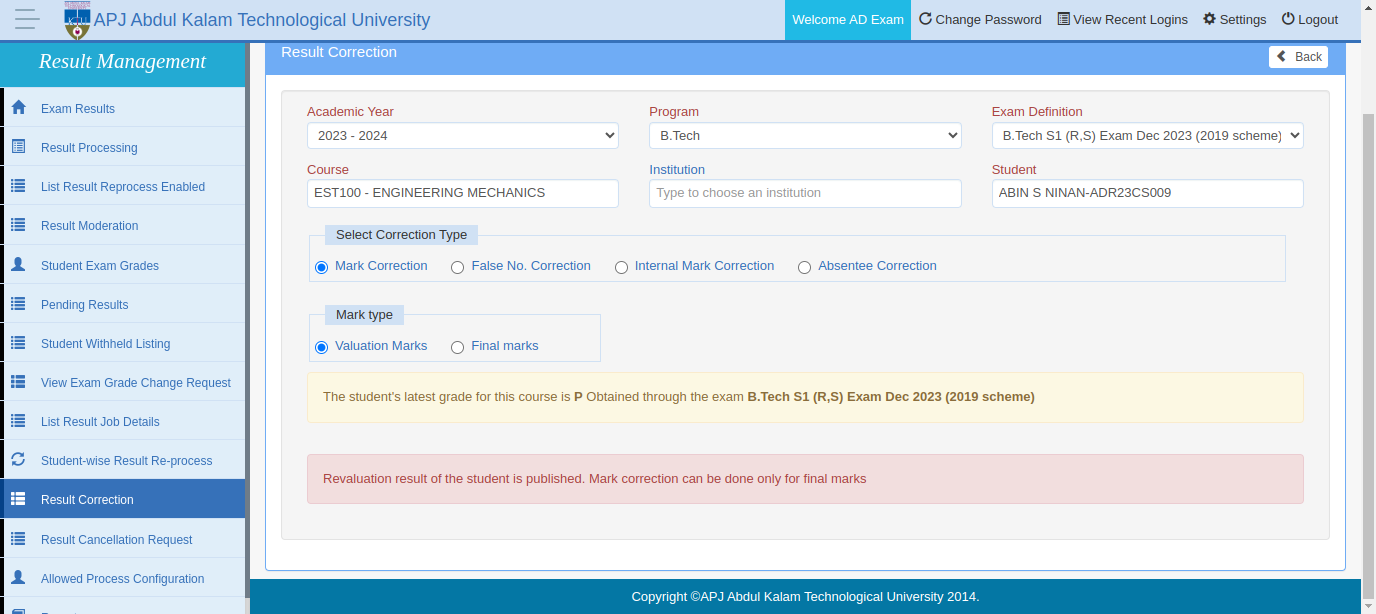 APJ Abdul Kalam Technological University
Welcome AD Exam Change Password View Recent Logins Settings Logout
Result Management
Exam Results
Result Processing
List Result Reprocess Enabled
Result Moderation
Student Exam Grades
Pending Results
Student Withheld Listing
View Exam Grade Change Request
List Result Job Details
Student-wise Result Re-process
Result Correction
Result Cancellation Request
Allowed Process Configuration
Result Correction
Back
Academic Year Program Exam Definition
2023 - 2024 B.Tech B.Tech S1 (R,S) Exam Dec 2023 (2019 scheme)
Course Institution Student
EST100 - ENGINEERING MECHANICS Type to choose an institution ABIN S NINAN-ADR23CS009
Select Correction Type
Mark Correction False No. Correction Internal Mark Correction Absentee Correction
Mark type
Valuation Marks Final marks
The student's latest grade for this course is P Obtained through the exam B.Tech S1 (R,S) Exam Dec 2023 (2019 scheme)
Revaluation result of the student is published. Mark correction can be done only for final marks
Copyright ©APJ Abdul Kalam Technological University 2014.